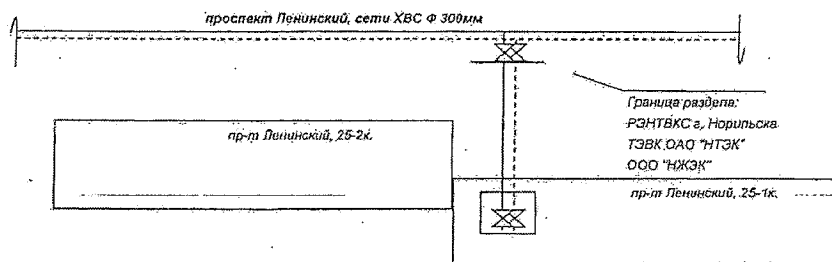 проспект Ленинский, сети ХВС Ф 300мм
Граница раздела:
РЭНТВКС г. Норильска
ТЭВК ОАО "НТЭК"
ООО "НЖЭК"
пр-т Ленинский, 25-2к.
пр-т Ленинский, 25-1к.